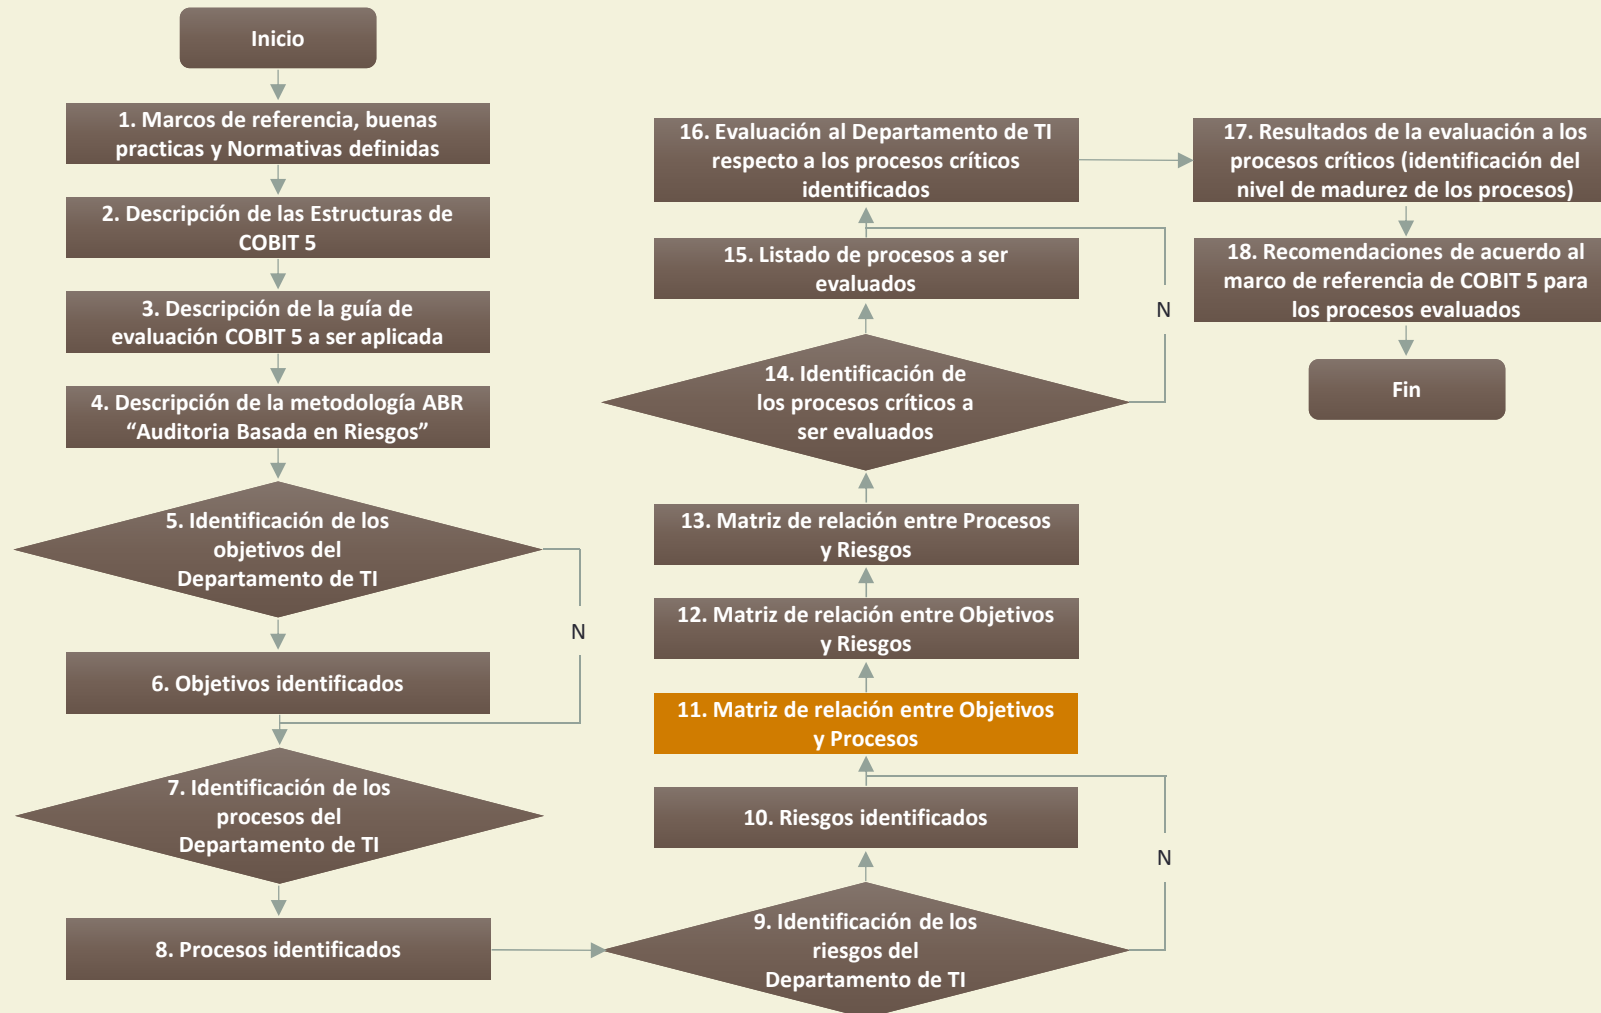 Inicio
1. Marcos de referencia, buenas
practicas y Normativas definidas
2. Descripción de las Estructuras de
COBIT 5
3. Descripción de la guía de
evaluación COBIT 5 a ser aplicada
4. Descripción de la metodología ABR
“Auditoria Basada en Riesgos”
5. Identificación de los
objetivos del
Departamento de TI
N
6. Objetivos identificados
7. Identificación de los
procesos del
Departamento de TI
8. Procesos identificados
9. Identificación de los
riesgos del
Departamento de TI
N
10. Riesgos identificados
11. Matriz de relación entre Objetivos
y Procesos
12. Matriz de relación entre Objetivos
y Riesgos
13. Matriz de relación entre Procesos
y Riesgos
14. Identificación de
los procesos críticos a
ser evaluados
N
15. Listado de procesos a ser
evaluados
16. Evaluación al Departamento de TI
respecto a los procesos críticos
identificados
17. Resultados de la evaluación a los
procesos críticos (identificación del
nivel de madurez de los procesos)
18. Recomendaciones de acuerdo al
marco de referencia de COBIT 5 para
los procesos evaluados
Fin